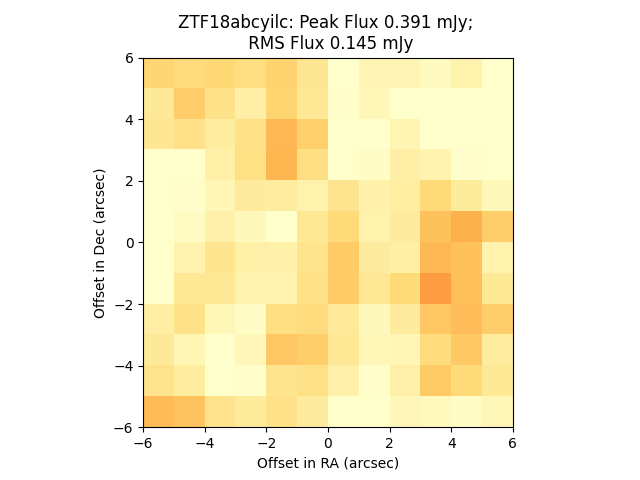 ZTF18abcyilc: Peak Flux 0.391 mJy;
RMS Flux 0.145 mJy
6
4
2
0
−2
−4
−6
Offset in Dec (arcsec)
−6 −4 −2 0 2 4 6
Offset in RA (arcsec)